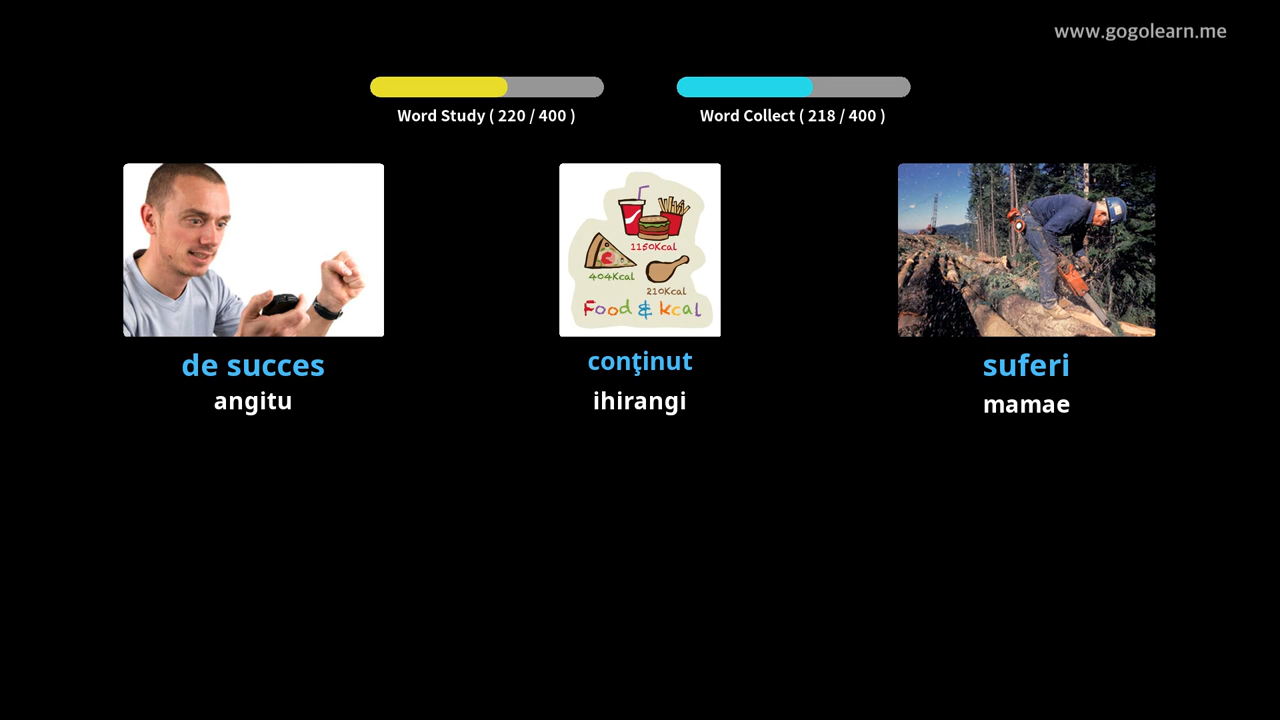 www.gogolearn.me
Word Study ( 220 / 400 )
Word Collect ( 218 / 400 )
1150Kcal
404Kcal
210Kcal
Food & kcal
de succes
angitu
conţinut
ihirangi
suferi
mamae